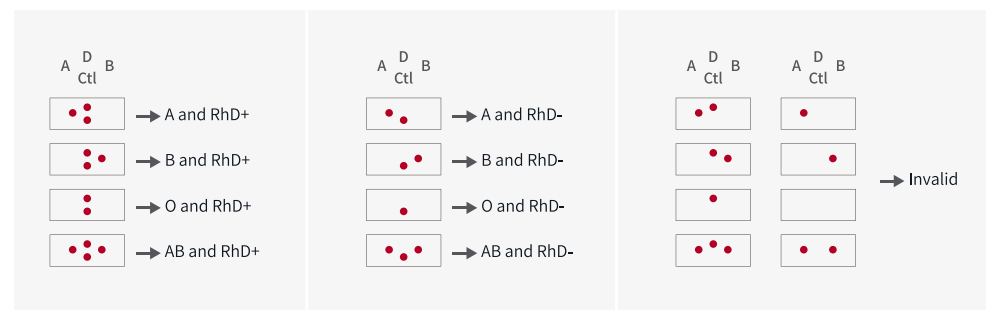 D
A B
Ctl
A and RhD+
B and RhD+
O and RhD+
AB and RhD+
D
A B
Ctl
A and RhD-
B and RhD-
O and RhD-
AB and RhD-
D
A B
Ctl
D
A B
Ctl
Invalid